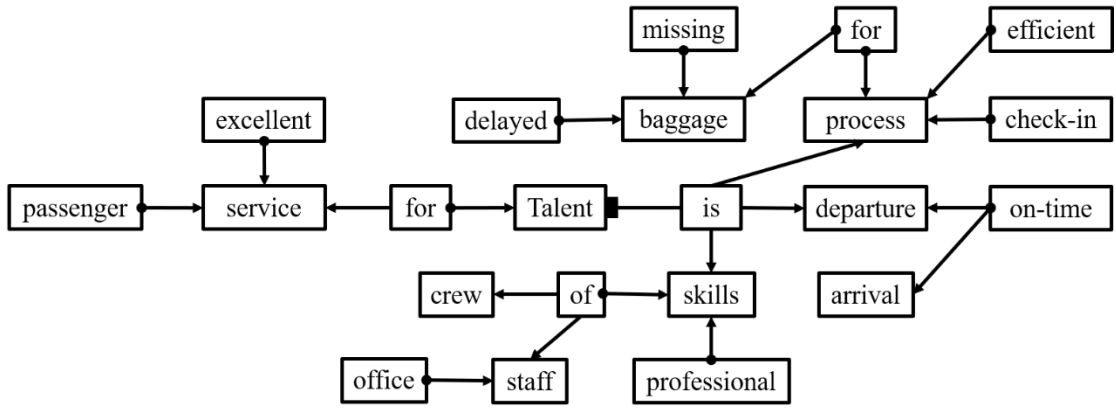 missing
for
efficient
excellent
delayed
baggage
process
check-in
passenger
service
for
Talent
is
departure
on-time
crew
of
skills
arrival
office
staff
professional